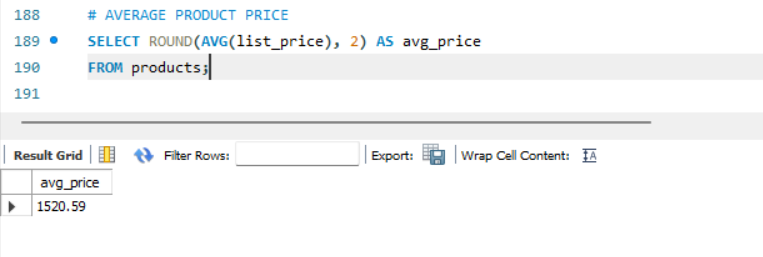 188 # AVERAGE PRODUCT PRICE
189 SELECT ROUND(AVG(list_price), 2) AS avg_price
190 FROM products;
191
Result Grid Filter Rows: Export: Wrap Cell Content: IA
avg_price
1520.59